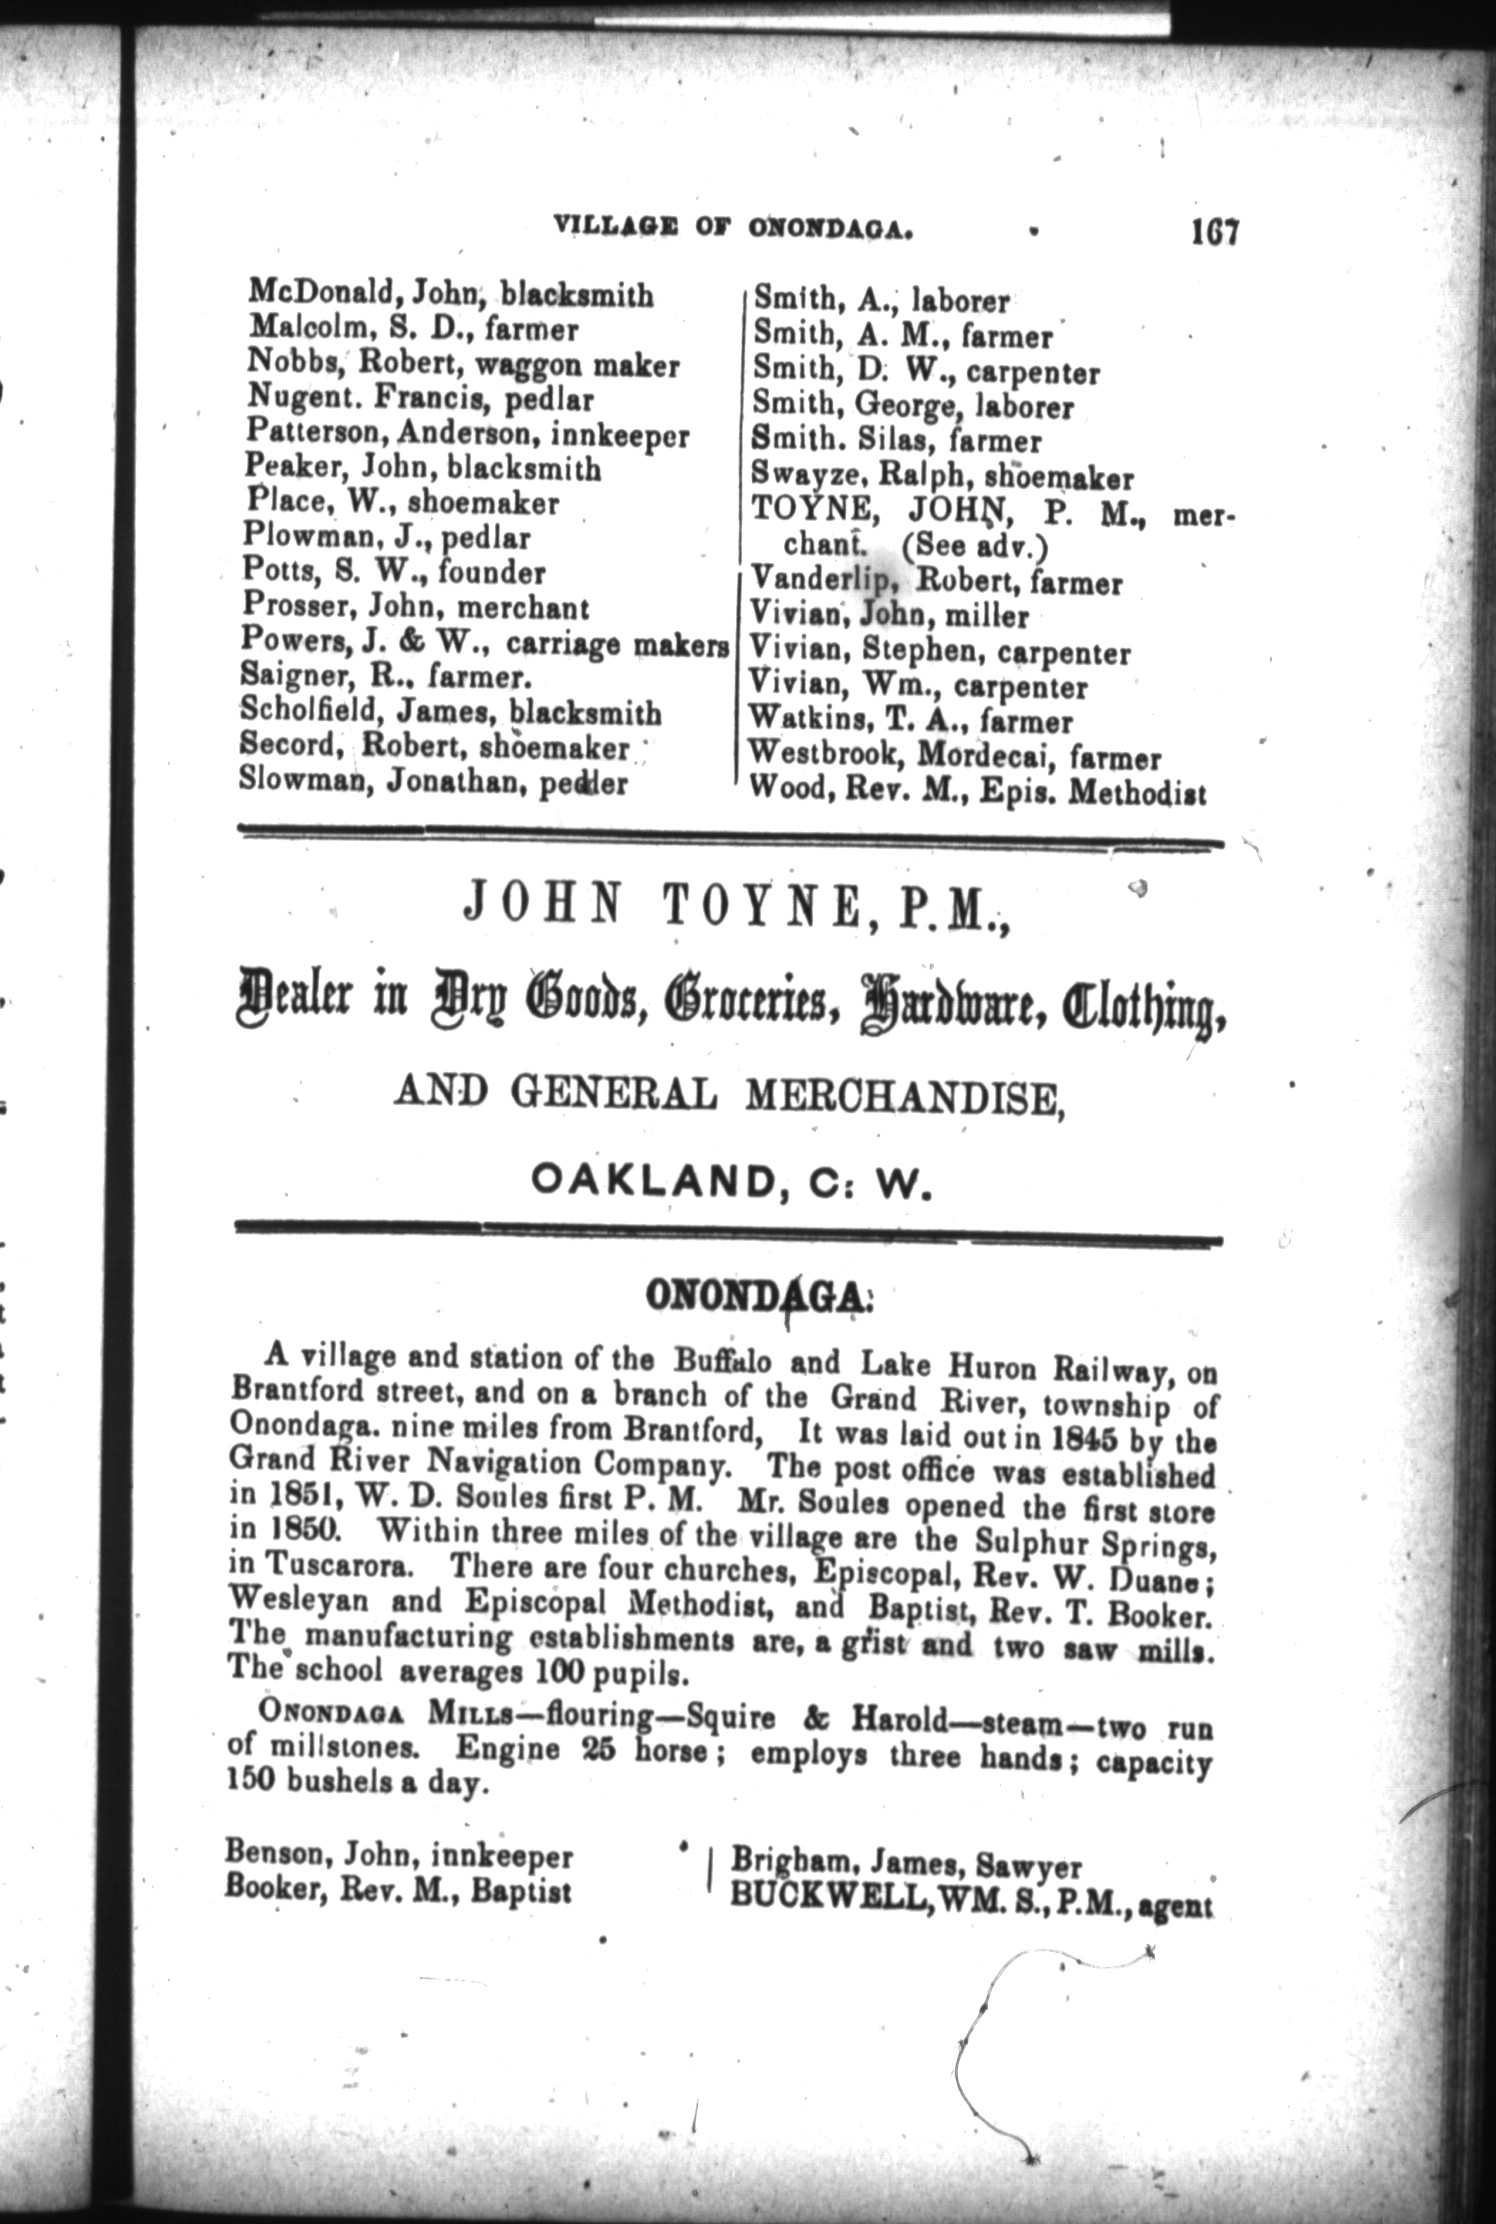 VILLAGE OF ONONDAGA. 167
McDonald, John, blacksmith
Malcolm, S. D., farmer
Nobbs, Robert, waggon maker
Nugent. Francis, pedlar
Patterson, Anderson, innkeeper
Peaker, John, blacksmith
Place, W., shoemaker
Plowman, J., pedlar
Potts, S. W., founder
Prosser, John, merchant
Powers, J. & W., carriage makers
Saigner, R., farmer.
Scholfield, James, blacksmith
Secord, Robert, shoemaker
Slowman, Jonathan, pedler
Smith, A., laborer
Smith, A. M., farmer
Smith, D. W., carpenter
Smith, George, laborer
Smith. Silas, farmer
Swayze, Ralph, shoemaker
TOYNE, JOHN, P. M., mer-
chant. (See adv.)
Vanderlip, Robert, farmer
Vivian, John, miller
Vivian, Stephen, carpenter
Vivian, Wm., carpenter
Watkins, T. A., farmer
Westbrook, Mordecai, farmer
Wood, Rev. M., Epis. Methodist
JOHN TOYNE, P.M.,
Dealer in Dry Goods, Groceries, Hardware, Clothing,
AND GENERAL MERCHANDISE,
OAKLAND, C. W.
ONONDAGA.
A village and station of the Buffalo and Lake Huron Railway, on
Brantford street, and on a branch of the Grand River, township of
Onondaga. nine miles from Brantford, It was laid out in 1845 by the
Grand River Navigation Company. The post office was established
in 1851, W. D. Soules first P. M. Mr. Soules opened the first store
in 1850. Within three miles of the village are the Sulphur Springs,
in Tuscarora. There are four churches, Episcopal, Rev. W. Duane;
Wesleyan and Episcopal Methodist, and Baptist, Rev. T. Booker.
The manufacturing establishments are, a grist and two saw mills.
The school averages 100 pupils.
ONONDAGA MILLS—flouring—Squire & Harold—steam—two run
of millstones. Engine 25 horse; employs three hands; capacity
150 bushels a day.
Benson, John, innkeeper
Booker, Rev. M., Baptist
Brigham, James, Sawyer
BUCKWELL, WM. S., P.M., agent